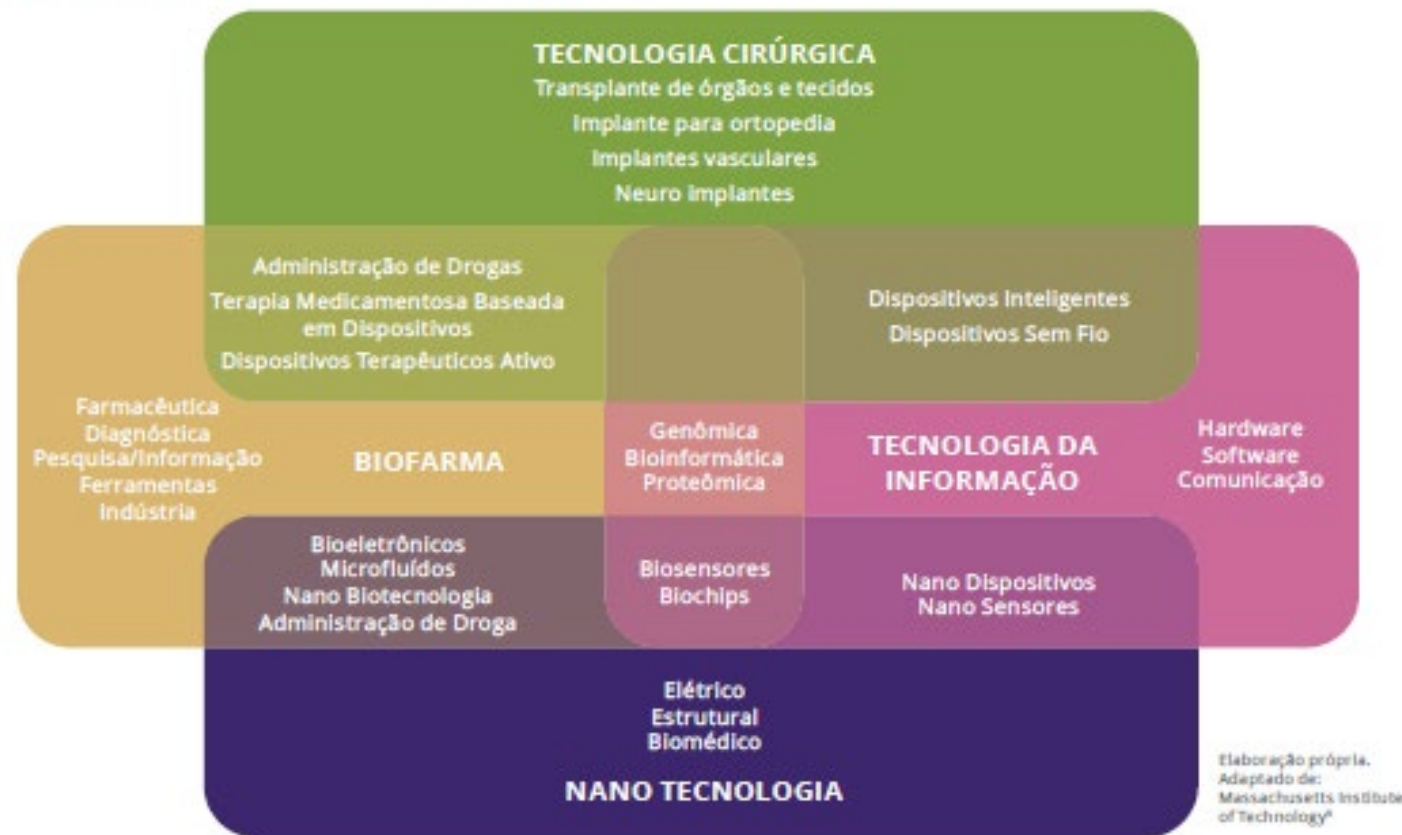 TECNOLOGIA CIRÚRGICA
Transplante de órgãos e tecidos
Implante para ortopedia
Implantes vasculares
Neuro implantes
Administração de Drogas
Terapia Medicamentosa Baseada
em Dispositivos
Dispositivos Terapêuticos Ativo
Dispositivos Inteligentes
Dispositivos Sem Fio
Farmacêutica
Diagnóstica
Pesquisa/Informação
Ferramentas
Indústria
BIOFARMA
Genômica
Bioinformática
Proteômica
TECNOLOGIA DA
INFORMAÇÃO
Hardware
Software
Comunicação
Bioeletrônicos
Microfluídos
Nano Biotecnologia
Administração de Droga
Biosensores
Biochips
Nano Dispositivos
Nano Sensores
Elétrico
Estrutural
Biomédico
NANO TECNOLOGIA
Elaboração própria.
Adaptado de:
Massachusetts Institute
of Technology